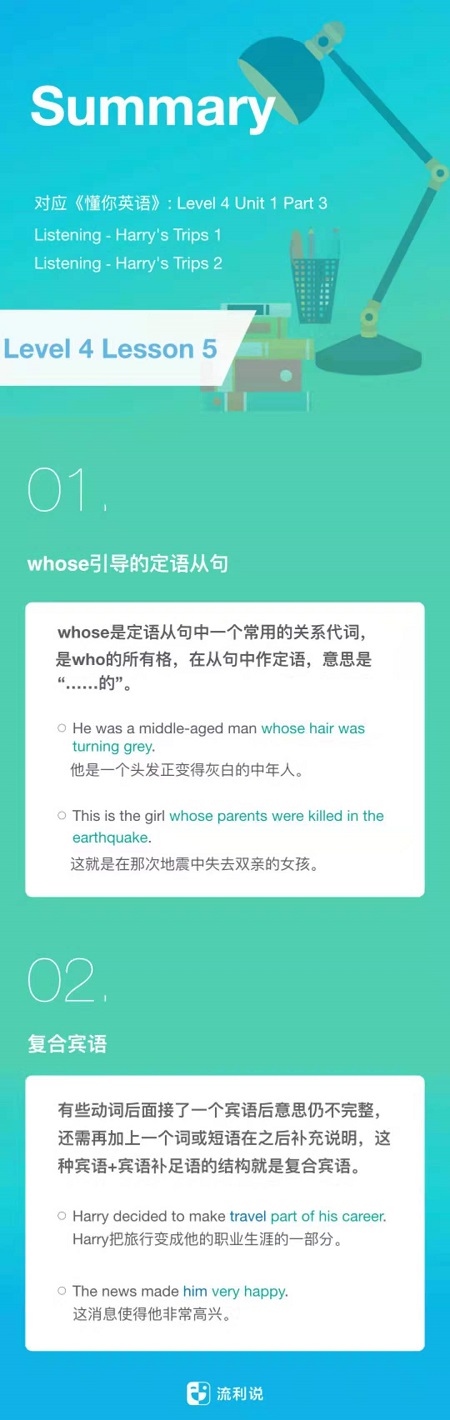 Summary
对应《懂你英语》: Level 4 Unit 1 Part 3
Listening - Harry's Trips 1
Listening - Harry's Trips 2
Level 4 Lesson 5
01.
whose引导的定语从句
whose是定语从句中一个常用的关系代词，
是who的所有格，在从句中作定语，意思是
“……的”。
He was a middle-aged man whose hair was
turning grey.
他是一个头发正变得灰白的中年人。
This is the girl whose parents were killed in the
earthquake.
这就是在那次地震中失去双亲的女孩。
02.
复合宾语
有些动词后面接了一个宾语后意思仍不完整，
还需再加上一个词或短语在之后补充说明，这
种宾语+宾语补足语的结构就是复合宾语。
Harry decided to make travel part of his career.
Harry把旅行变成他的职业生涯的一部分。
The news made him very happy.
这消息使得他非常高兴。
流利说